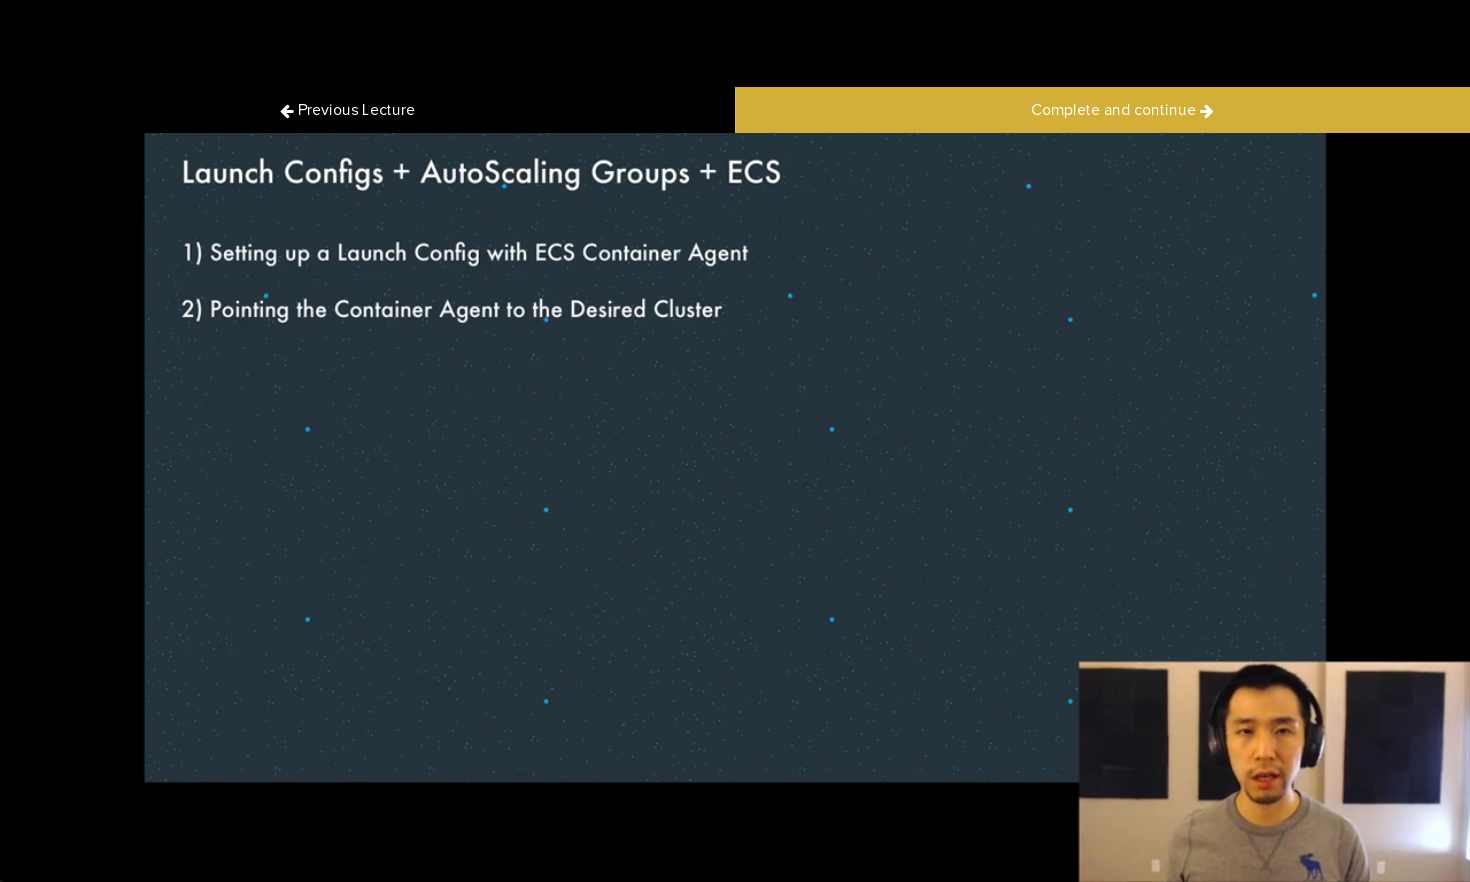 Previous Lecture
Complete and continue
Launch Configs + AutoScaling Groups + ECS
1) Setting up a Launch Config with ECS Container Agent
2) Pointing the Container Agent to the Desired Cluster